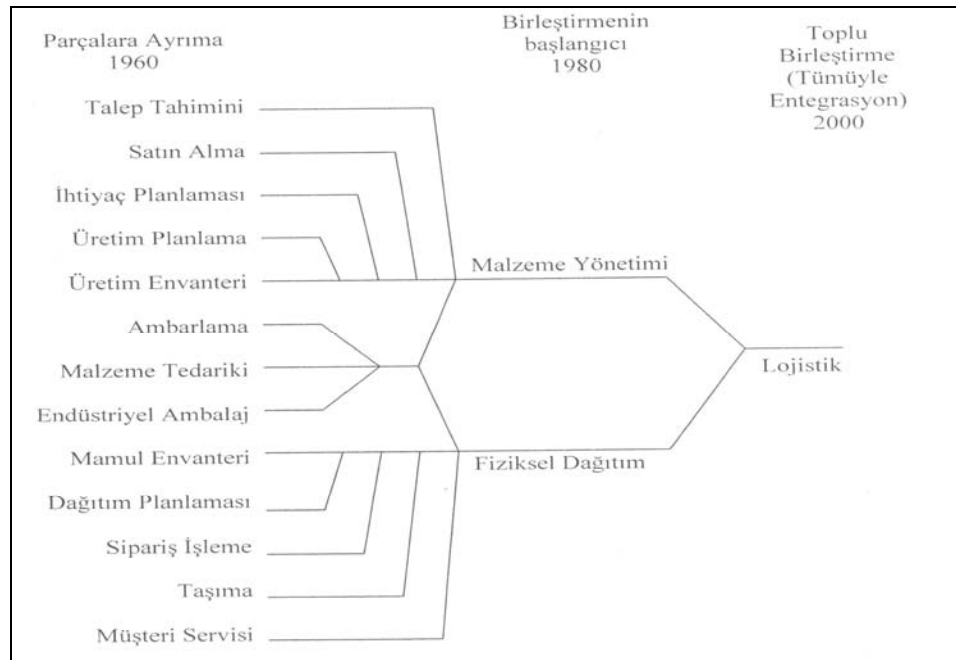 Parçalara Ayrıma
1960
Birleştirmenin
başlangıcı
1980
Toplu
Birleştirme
(Tümüyle
Entegrasyon)
2000
Talep Tahimini
Satın Alma
İhtiyaç Planlaması
Üretim Planlama
Üretim Envanteri
Ambarlama
Malzeme Tedariki
Endüstriyel Ambalaj
Mamul Envanteri
Dağıtım Planlaması
Sipariş İşleme
Taşıma
Müşteri Servisi
Malzeme Yönetimi
Fiziksel Dağıtım
Lojistik